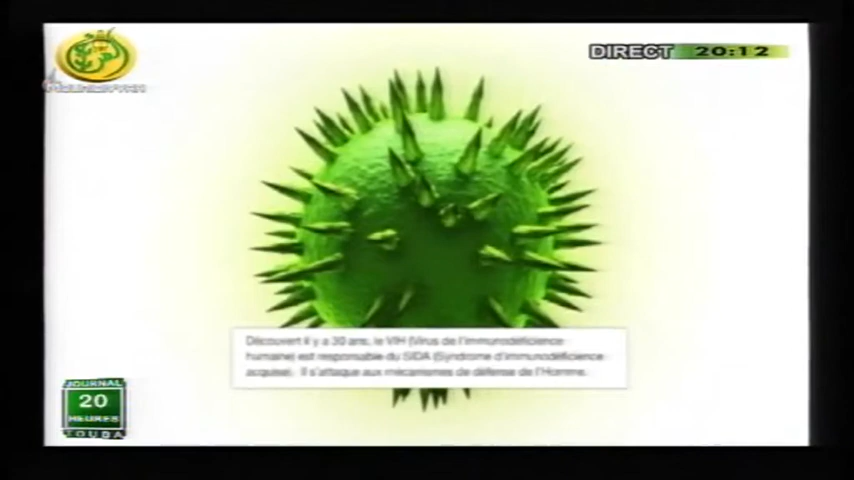 DIRECT 20:12
Découvert il y a 30 ans, le VIH (Virus de l'immunodéficience
humaine) est responsable du SIDA (Syndrome d'immunodéficience
acquise). Il s'attaque aux mécanismes de défense de l'Homme.
JOURNAL
20
HEURES
TOUBA